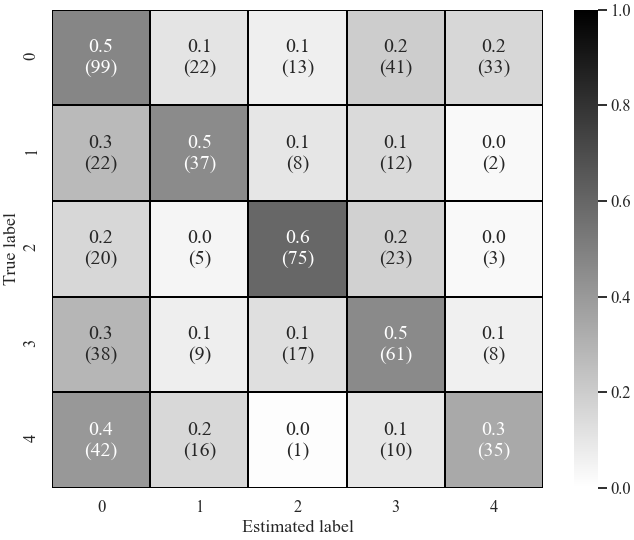 0.5 0.1 0.1 0.2 0.2
0 (99) (22) (13) (41) (33)
0.3 0.5 0.1 0.1 0.0
1 (22) (37) (8) (12) (2)
0.2 0.0 0.6 0.2 0.0
2 (20) (5) (75) (23) (3)
0.3 0.1 0.1 0.5 0.1
3 (38) (9) (17) (61) (8)
0.4 0.2 0.0 0.1 0.3
4 (42) (16) (1) (10) (35)
0 1 2 3 4
Estimated label
True label
1.0
0.8
0.6
0.4
0.2
0.0